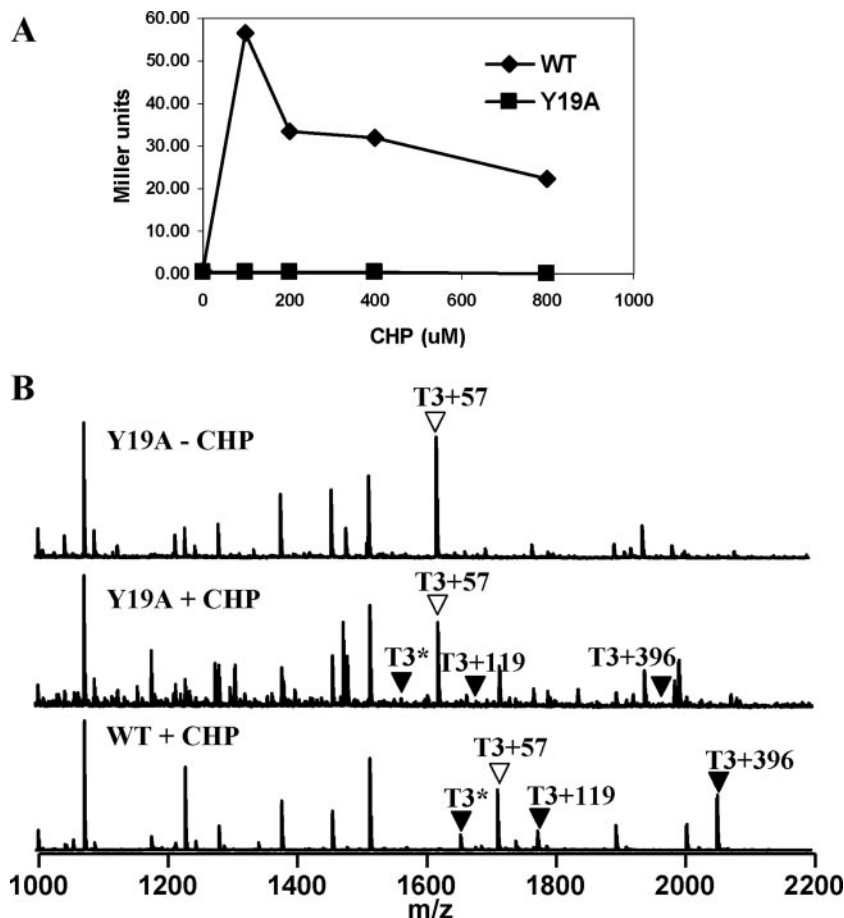 A
60.00
50.00
40.00
30.00
20.00
10.00
0.00
Miller units
WT
Y19A
0 200 400 600 800 1000
CHP (uM)
B
T3+57
Y19A - CHP
T3+57
Y19A + CHP
T3* T3+119 T3+396
T3+57
WT + CHP
T3* T3+119 T3+396
1000 1200 1400 1600 1800 2000 2200
m/z